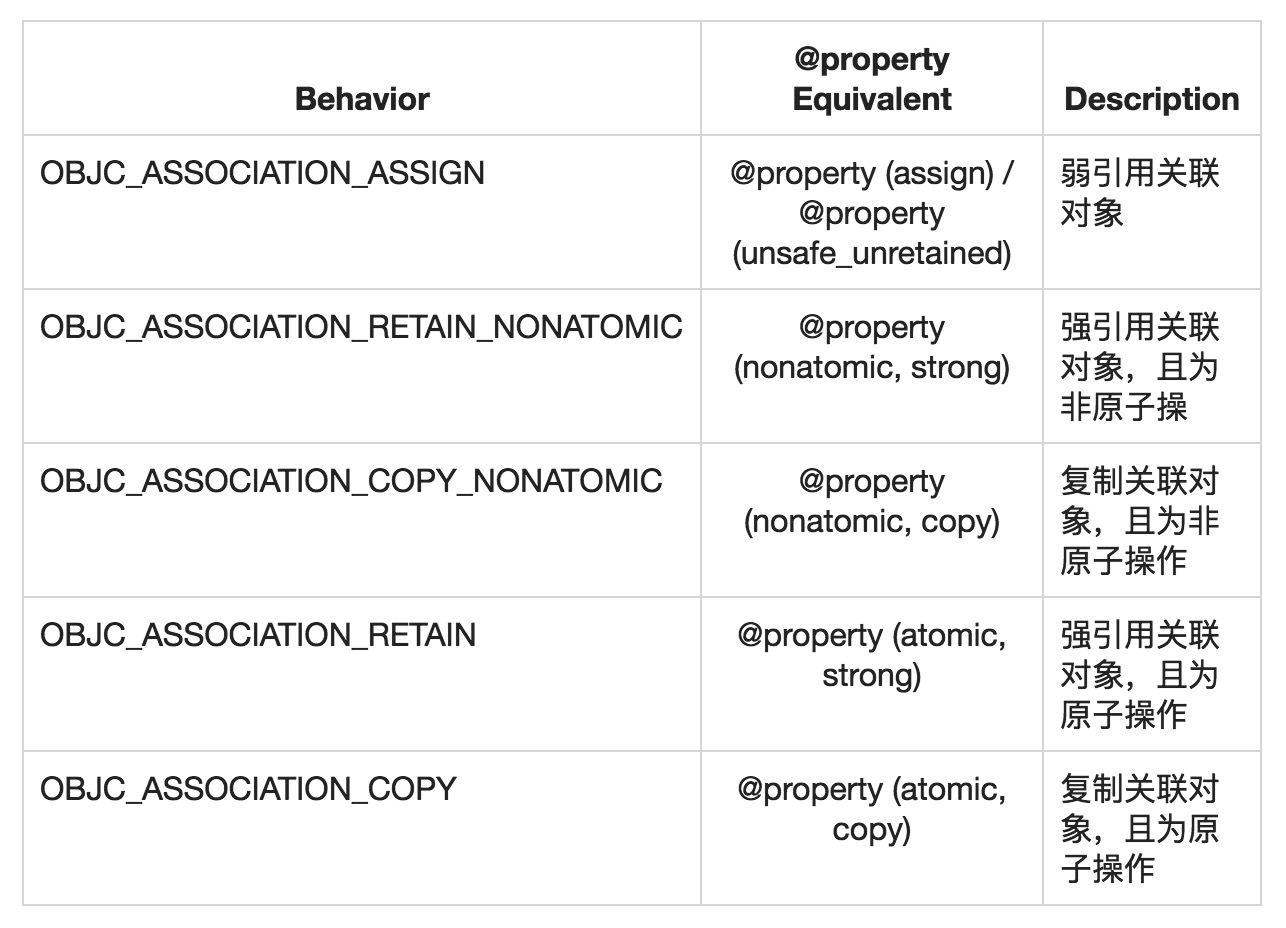 Behavior
@property
Equivalent
Description
OBJC_ASSOCIATION_ASSIGN
@property (assign) /
@property
(unsafe_unretained)
弱引用关联
对象
OBJC_ASSOCIATION_RETAIN_NONATOMIC
@property
(nonatomic, strong)
强引用关联
对象，且为
非原子操
OBJC_ASSOCIATION_COPY_NONATOMIC
@property
(nonatomic, copy)
复制关联对
象，且为非
原子操作
OBJC_ASSOCIATION_RETAIN
@property (atomic,
strong)
强引用关联
对象，且为
原子操作
OBJC_ASSOCIATION_COPY
@property (atomic,
copy)
复制关联对
象，且为原
子操作